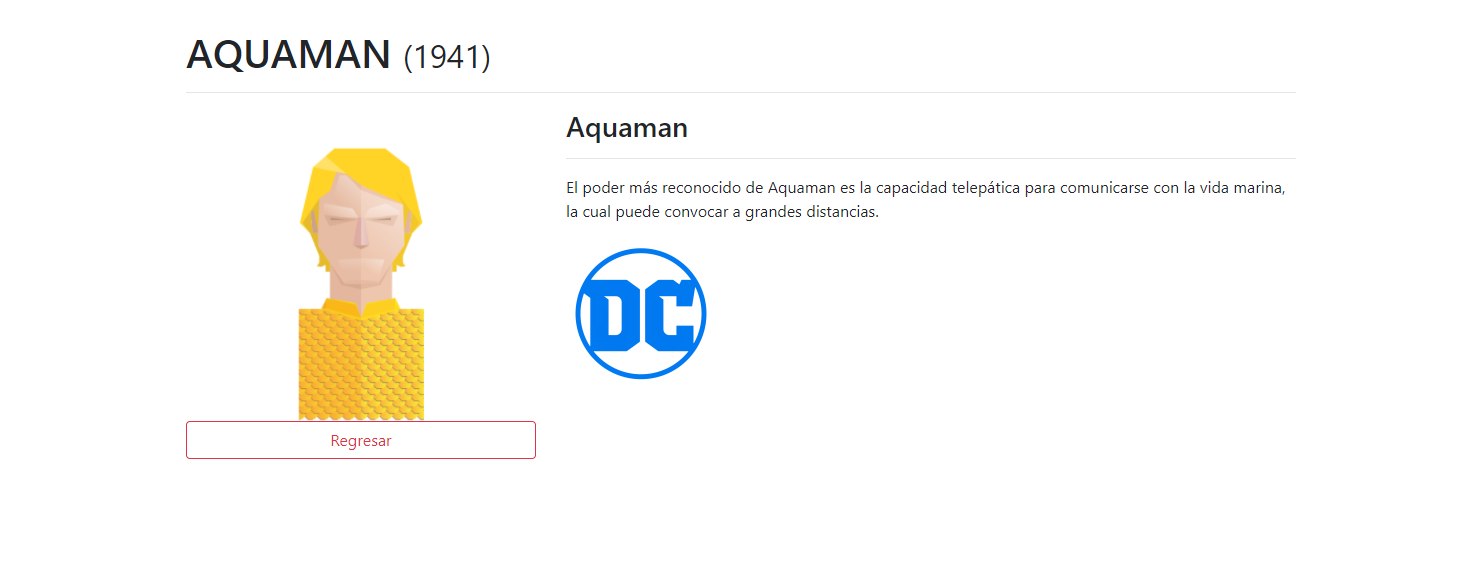 AQUAMAN (1941)
Aquaman
El poder más reconocido de Aquaman es la capacidad telepática para comunicarse con la vida marina,
la cual puede convocar a grandes distancias.
DC
Regresar